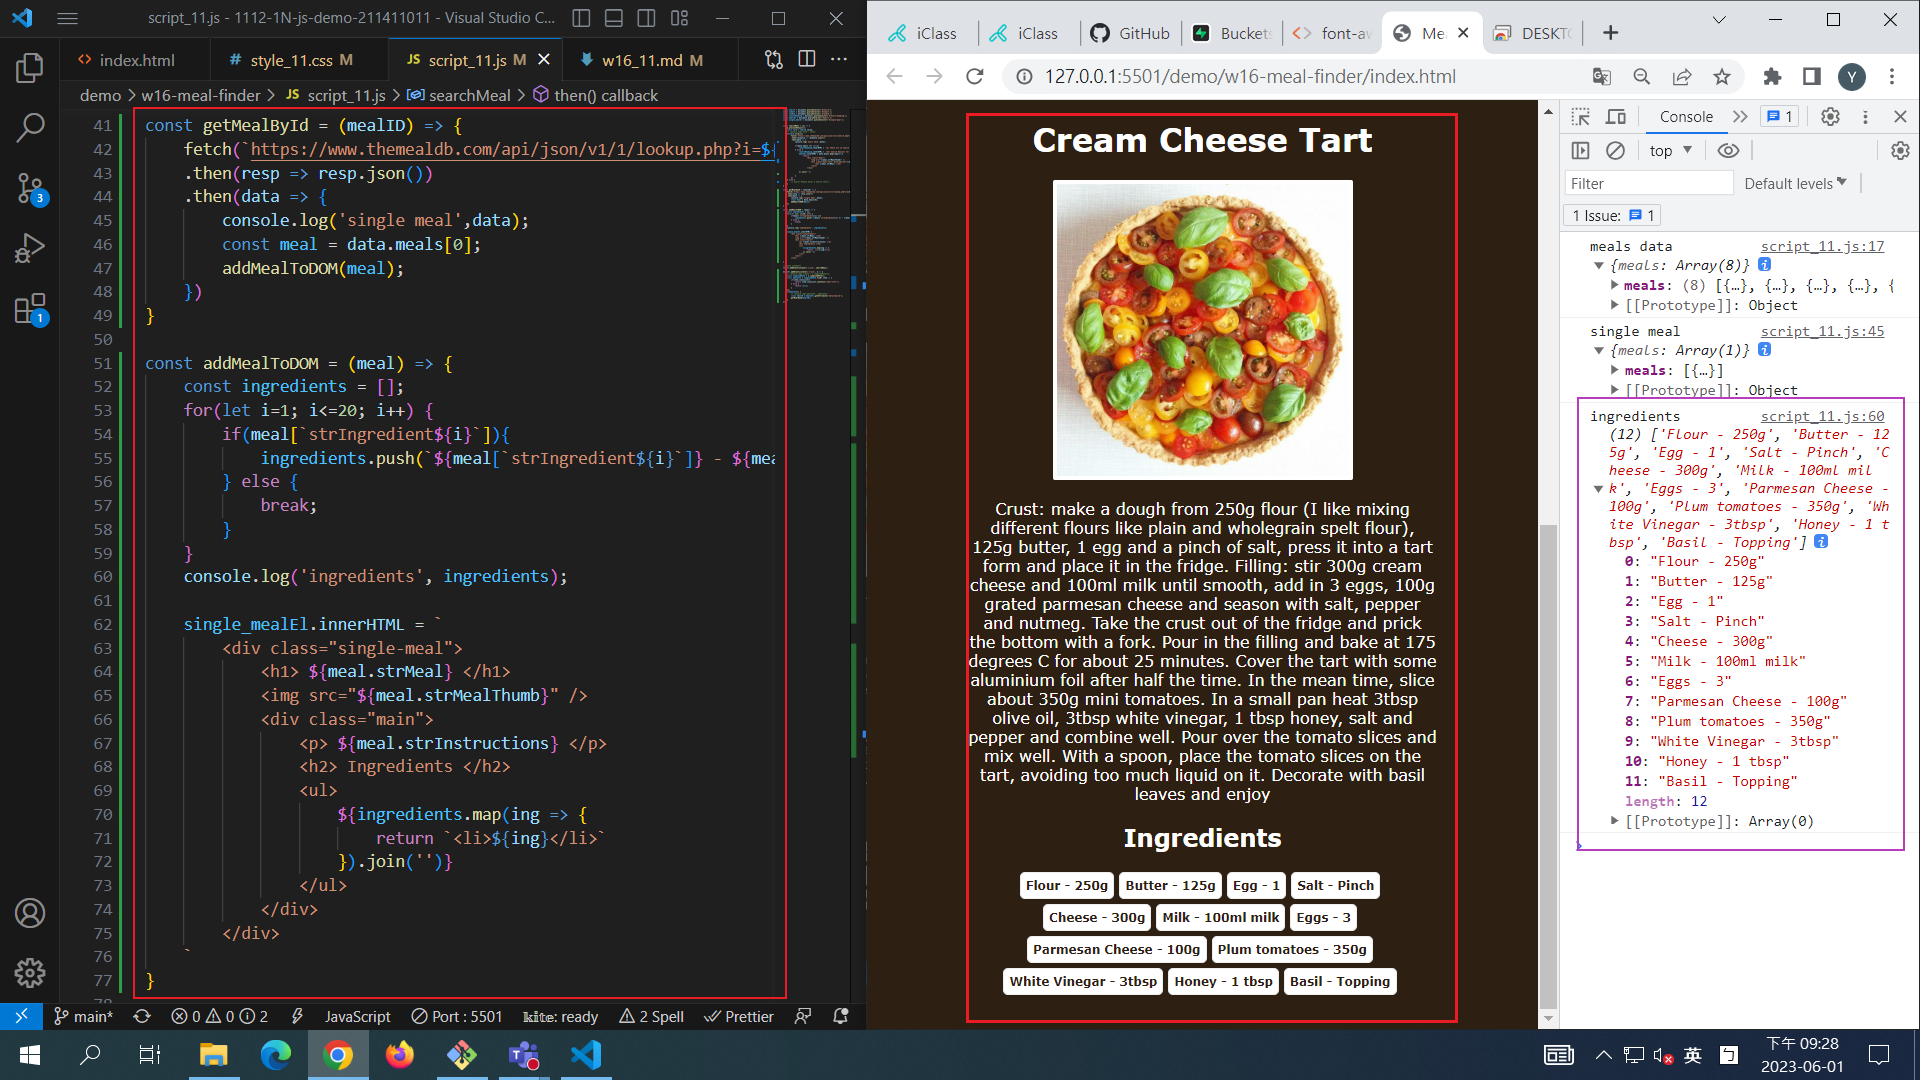 script_11.js - 1112-1N-js-demo-211411011 - Visual Studio C...
index.html
# style_11.css M
JS script_11.js M
w16_11.md M
demo > w16-meal-finder > JS script_11.js > searchMeal > then() callback
41 const getMealById = (mealID) => {
42 fetch(`https://www.themealdb.com/api/json/v1/1/lookup.php?i=${
43 .then(resp => resp.json())
44 .then(data => {
45 console.log('single meal',data);
46 const meal = data.meals[0];
47 addMealToDOM(meal);
48 })
49 }
50
51 const addMealToDOM = (meal) => {
52 const ingredients = [];
53 for(let i=1; i<=20; i++) {
54 if(meal[`strIngredient${i}`]){
55 ingredients.push(`${meal[`strIngredient${i}`]} - ${mea
56 } else {
57 break;
58 }
59 }
60 console.log('ingredients', ingredients);
61
62 single_mealEl.innerHTML = `
63 <div class="single-meal">
64 <h1> ${meal.strMeal} </h1>
65 <img src="${meal.strMealThumb}" />
66 <div class="main">
67 <p> ${meal.strInstructions} </p>
68 <h2> Ingredients </h2>
69 <ul>
70 ${ingredients.map(ing => {
71 return `<li>${ing}</li>`
72 }).join('')}
73 </ul>
74 </div>
75 </div>
76 `
77 }
3
1
main* 0 0 2 JavaScript Port : 5501 kite: ready 2 Spell Prettier
iClass
iClass
GitHub
Buckets
font-aw
Me
DESKTO
127.0.0.1:5501/demo/w16-meal-finder/index.html
Y
Cream Cheese Tart
Crust: make a dough from 250g flour (I like mixing
different flours like plain and wholegrain spelt flour),
125g butter, 1 egg and a pinch of salt, press it into a tart
form and place it in the fridge. Filling: stir 300g cream
cheese and 100ml milk until smooth, add in 3 eggs, 100g
grated parmesan cheese and season with salt, pepper
and nutmeg. Take the crust out of the fridge and prick
the bottom with a fork. Pour in the filling and bake at 175
degrees C for about 25 minutes. Cover the tart with some
aluminium foil after half the time. In the mean time, slice
about 350g mini tomatoes. In a small pan heat 3tbsp
olive oil, 3tbsp white vinegar, 1 tbsp honey, salt and
pepper and combine well. Pour over the tomato slices and
mix well. With a spoon, place the tomato slices on the
tart, avoiding too much liquid on it. Decorate with basil
leaves and enjoy
Ingredients
Flour - 250g Butter - 125g Egg - 1 Salt - Pinch
Cheese - 300g Milk - 100ml milk Eggs - 3
Parmesan Cheese - 100g Plum tomatoes - 350g
White Vinegar - 3tbsp Honey - 1 tbsp Basil - Topping
Console >> 1
top
Filter Default levels
1 Issue: 1
meals data script_11.js:17
{meals: Array(8)} i
meals: (8) [{…}, {…}, {…}, {…}, {
[[Prototype]]: Object
single meal script_11.js:45
{meals: Array(1)} i
meals: [{…}]
[[Prototype]]: Object
ingredients script_11.js:60
(12) ['Flour - 250g', 'Butter - 12
5g', 'Egg - 1', 'Salt - Pinch', 'C
heese - 300g', 'Milk - 100ml mil
k', 'Eggs - 3', 'Parmesan Cheese -
100g', 'Plum tomatoes - 350g', 'Wh
ite Vinegar - 3tbsp', 'Honey - 1 t
bsp', 'Basil - Topping'] i
0: "Flour - 250g"
1: "Butter - 125g"
2: "Egg - 1"
3: "Salt - Pinch"
4: "Cheese - 300g"
5: "Milk - 100ml milk"
6: "Eggs - 3"
7: "Parmesan Cheese - 100g"
8: "Plum tomatoes - 350g"
9: "White Vinegar - 3tbsp"
10: "Honey - 1 tbsp"
11: "Basil - Topping"
length: 12
[[Prototype]]: Array(0)
英
下午 09:28
2023-06-01